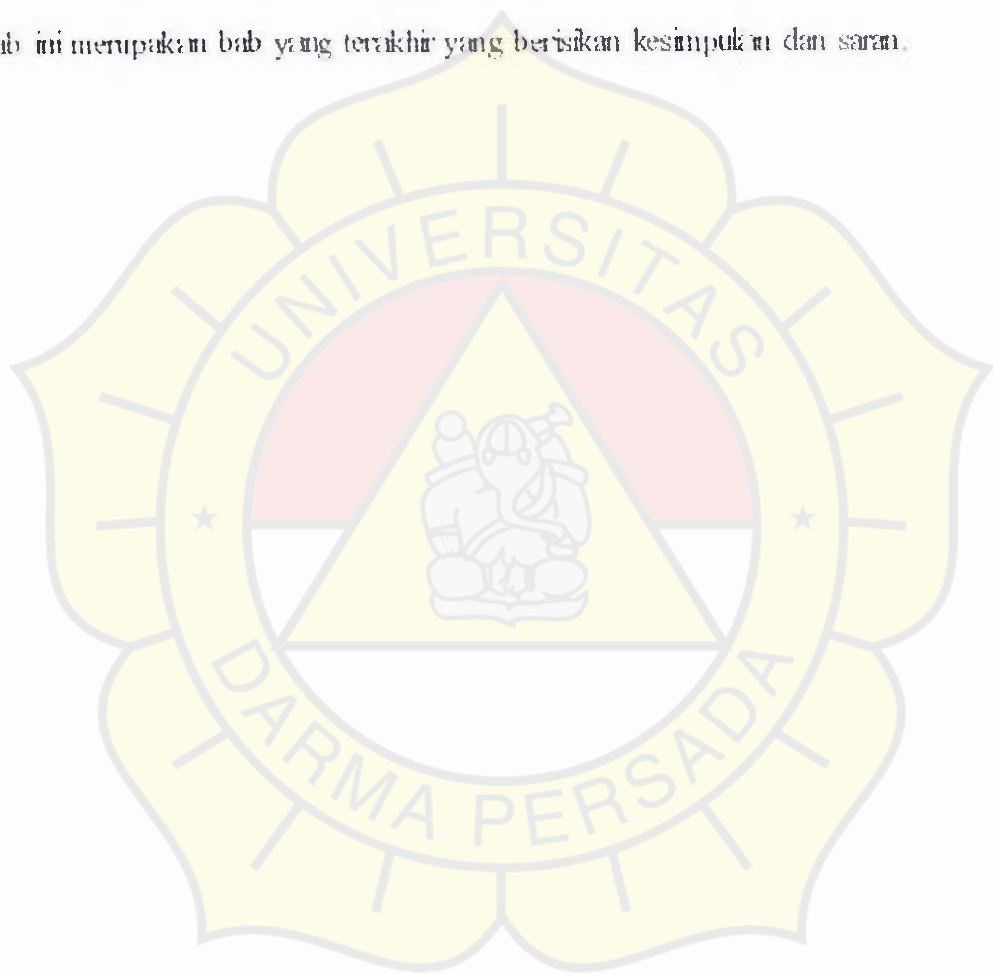 ab ini merupakan bab yang terakhir yang berisikan kesimpulan dan saran.
UNIVERSITAS
DARMA PERSADA